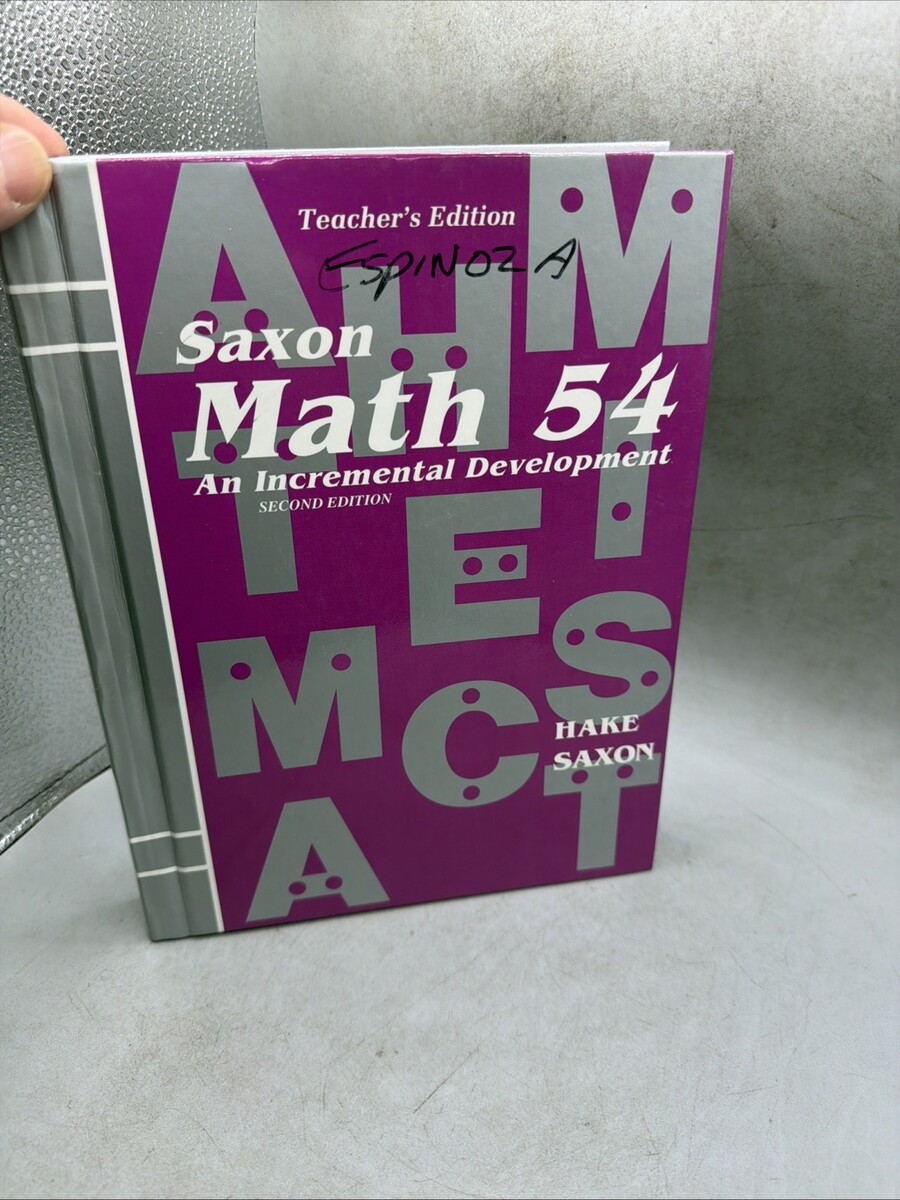 Teacher's Edition
ESPINOZA
Saxon
Math 54
An Incremental Development
SECOND EDITION
HAKE
SAXON
A H M
T I
E
M C S
A T